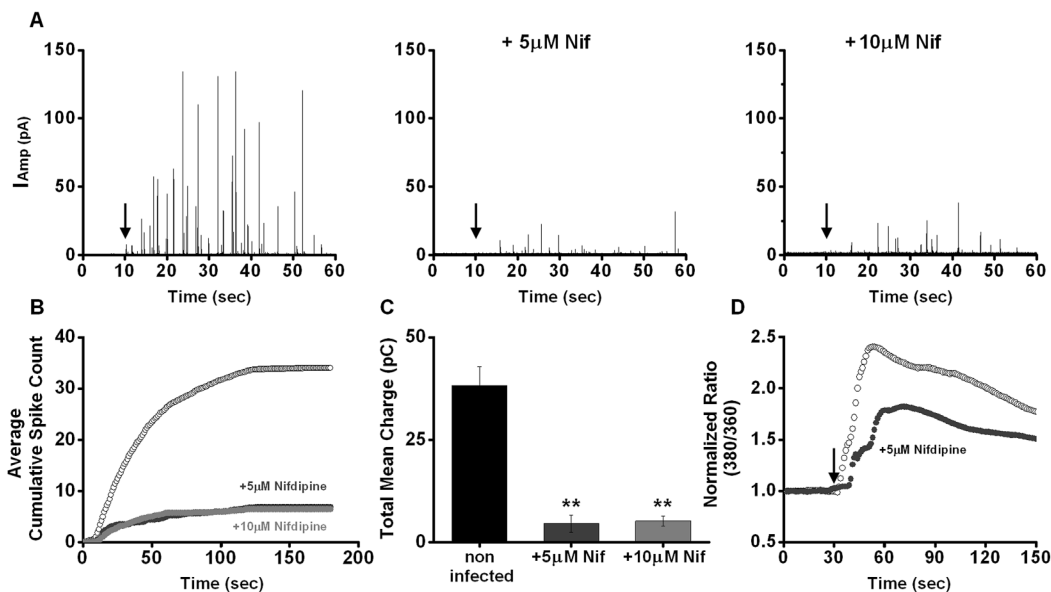 A
+ 5µM Nif
+ 10µM Nif
IAmp (pA)
150
100
50
0
0 10 20 30 40 50 60
Time (sec)
150
100
50
0
0 10 20 30 40 50 60
Time (sec)
150
100
50
0
0 10 20 30 40 50 60
Time (sec)
B
Average
Cumulative Spike Count
40
30
20
10
0
+5µM Nifdipine
+10µM Nifdipine
0 50 100 150 200
Time (sec)
C
Total Mean Charge (pC)
50
25
0
**
**
non
infected
+5µM Nif
+10µM Nif
D
Normalized Ratio
(380/360)
2.5
2.0
1.5
1.0
0.5
+5µM Nifdipine
0 30 60 90 120 150
Time (sec)